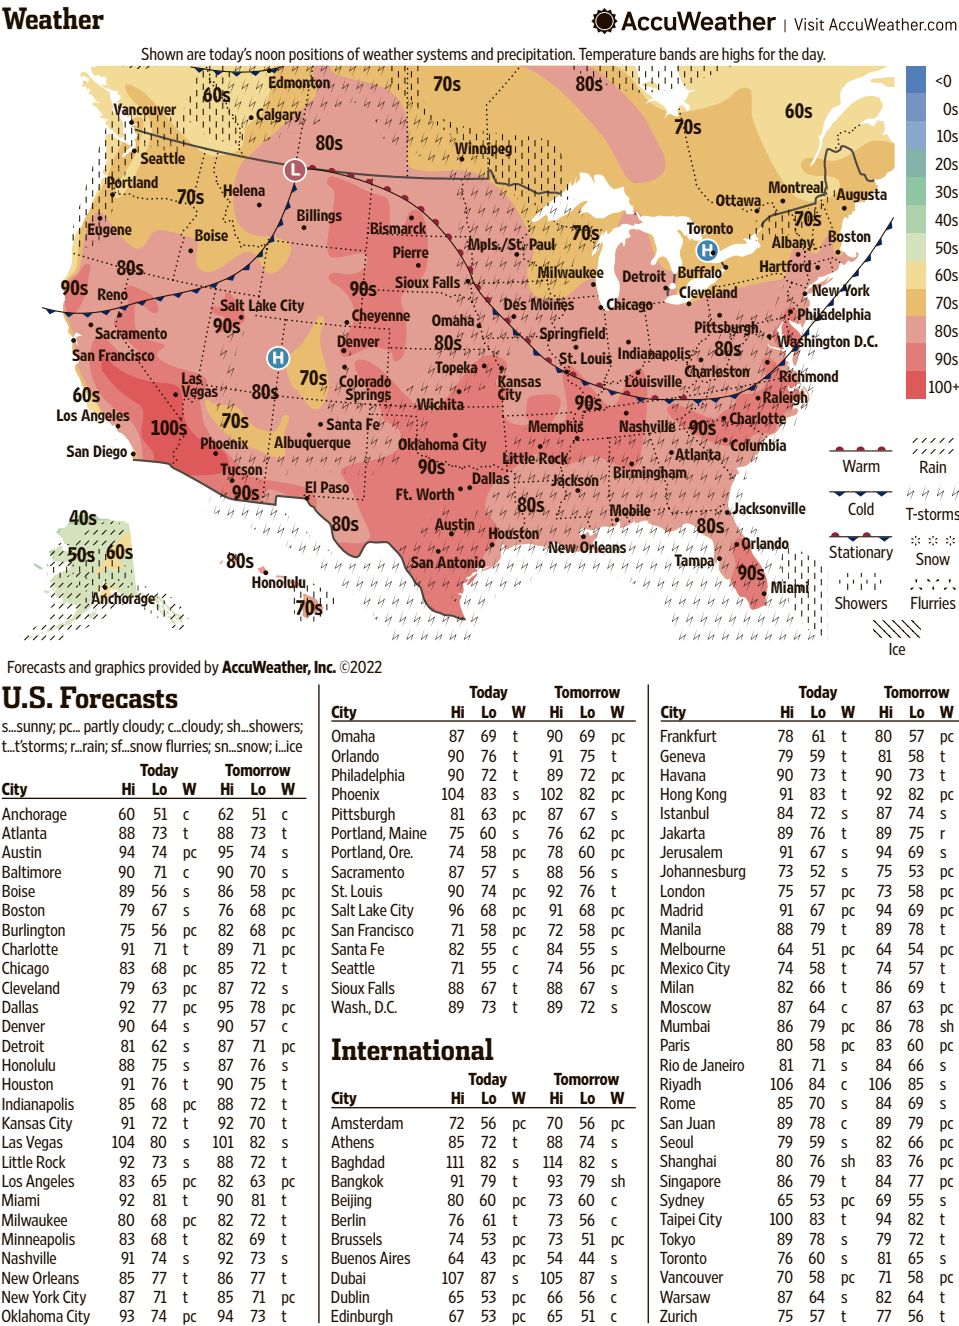 Weather
AccuWeather | Visit AccuWeather.com
Shown are today's noon positions of weather systems and precipitation. Temperature bands are highs for the day.
60s
Edmonton
70s
80s
<0
Vancouver
Calgary
60s
0s
70s
80s
10s
Seattle
Winnipeg
20s
L
Portland
Helena
Montreal
30s
70s
Ottawa
Augusta
Billings
40s
Eugene
Boise
Bismarck
70s
Toronto
70s
50s
Pierre
Mpls./St. Paul
H
Albany
Boston
80s
Milwaukee
Detroit
Buffalo
Hartford
60s
90s
Reno
90s
Sioux Falls
Cleveland
New York
70s
Salt Lake City
Cheyenne
Omaha
Des Moines
Chicago
Philadelphia
80s
Sacramento
90s
Denver
80s
Springfield
Pittsburgh
80s
Washington D.C.
San Francisco
H
St. Louis
Indianapolis
90s
Topeka
Charleston
Richmond
60s
Las Vegas
80s
70s
Colorado Springs
Kansas City
Louisville
100+
Los Angeles
Wichita
90s
Raleigh
70s
Santa Fe
Charlotte
100s
Memphis
Nashville
90s
San Diego
Phoenix
Albuquerque
Oklahoma City
Columbia
Little Rock
Atlanta
Warm
Rain
Tucson
90s
Birmingham
90s
El Paso
Dallas
Jackson
Ft. Worth
Cold
T-storms
80s
80s
Mobile
Jacksonville
40s
Austin
80s
Houston
Orlando
Stationary
Snow
50s
60s
80s
New Orleans
San Antonio
Tampa
90s
Honolulu
Miami
Anchorage
70s
Showers
Flurries
Ice
Forecasts and graphics provided by AccuWeather, Inc. ©2022
U.S. Forecasts
s...sunny; pc... partly cloudy; c...cloudy; sh...showers;
t...t'storms; r...rain; sf...snow flurries; sn...snow; i...ice
Today Tomorrow
City Hi Lo W Hi Lo W
Anchorage 60 51 c 62 51 c
Atlanta 88 73 t 88 73 t
Austin 94 74 pc 95 74 s
Baltimore 90 71 c 90 70 s
Boise 89 56 s 86 58 pc
Boston 79 67 s 76 68 pc
Burlington 75 56 pc 82 68 pc
Charlotte 91 71 t 89 71 pc
Chicago 83 68 pc 85 72 t
Cleveland 79 63 pc 87 72 s
Dallas 92 77 pc 95 78 pc
Denver 90 64 s 90 57 c
Detroit 81 62 s 87 71 pc
Honolulu 88 75 s 87 76 s
Houston 91 76 t 90 75 t
Indianapolis 85 68 pc 88 72 t
Kansas City 91 72 t 92 70 t
Las Vegas 104 80 s 101 82 s
Little Rock 92 73 s 88 72 t
Los Angeles 83 65 pc 82 63 pc
Miami 92 81 t 90 81 t
Milwaukee 80 68 pc 82 72 t
Minneapolis 83 68 t 82 69 t
Nashville 91 74 s 92 73 s
New Orleans 85 77 t 86 77 t
New York City 87 71 t 85 71 pc
Oklahoma City 93 74 pc 94 73 t
Today Tomorrow
City Hi Lo W Hi Lo W
Omaha 87 69 t 90 69 pc
Orlando 90 76 t 91 75 t
Philadelphia 90 72 t 89 72 pc
Phoenix 104 83 s 102 82 pc
Pittsburgh 81 63 pc 87 67 s
Portland, Maine 75 60 s 76 62 pc
Portland, Ore. 74 58 pc 78 60 pc
Sacramento 87 57 s 88 56 s
St. Louis 90 74 pc 92 76 t
Salt Lake City 96 68 pc 91 68 pc
San Francisco 71 58 pc 72 58 pc
Santa Fe 82 55 c 84 55 s
Seattle 71 55 c 74 56 pc
Sioux Falls 88 67 t 88 67 s
Wash., D.C. 89 73 t 89 72 s
International
Today Tomorrow
City Hi Lo W Hi Lo W
Amsterdam 72 56 pc 70 56 pc
Athens 85 72 t 88 74 s
Baghdad 111 82 s 114 82 s
Bangkok 91 79 t 93 79 sh
Beijing 80 60 pc 73 60 c
Berlin 76 61 t 73 56 c
Brussels 74 53 pc 73 51 pc
Buenos Aires 64 43 pc 54 44 s
Dubai 107 87 s 105 87 s
Dublin 65 53 pc 66 56 c
Edinburgh 67 53 pc 65 51 c
Today Tomorrow
City Hi Lo W Hi Lo W
Frankfurt 78 61 t 80 57 pc
Geneva 79 59 t 81 58 t
Havana 90 73 t 90 73 t
Hong Kong 91 83 t 92 82 pc
Istanbul 84 72 s 87 74 s
Jakarta 89 76 t 89 75 r
Jerusalem 91 67 s 94 69 s
Johannesburg 73 52 s 75 53 pc
London 75 57 pc 73 58 pc
Madrid 91 67 pc 94 69 pc
Manila 88 79 t 89 78 t
Melbourne 64 51 pc 64 54 pc
Mexico City 74 58 t 74 57 t
Milan 82 66 t 86 69 t
Moscow 87 64 c 87 63 pc
Mumbai 86 79 pc 86 78 sh
Paris 80 58 pc 83 60 pc
Rio de Janeiro 81 71 s 84 66 s
Riyadh 106 84 c 106 85 s
Rome 85 70 s 84 69 s
San Juan 89 78 c 89 79 pc
Seoul 79 59 s 82 66 pc
Shanghai 80 76 sh 83 76 pc
Singapore 86 79 t 84 77 pc
Sydney 65 53 pc 69 55 s
Taipei City 100 83 t 94 82 t
Tokyo 89 78 s 79 72 t
Toronto 76 60 s 81 65 s
Vancouver 70 58 pc 71 58 pc
Warsaw 87 64 s 82 64 t
Zurich 75 57 t 77 56 t